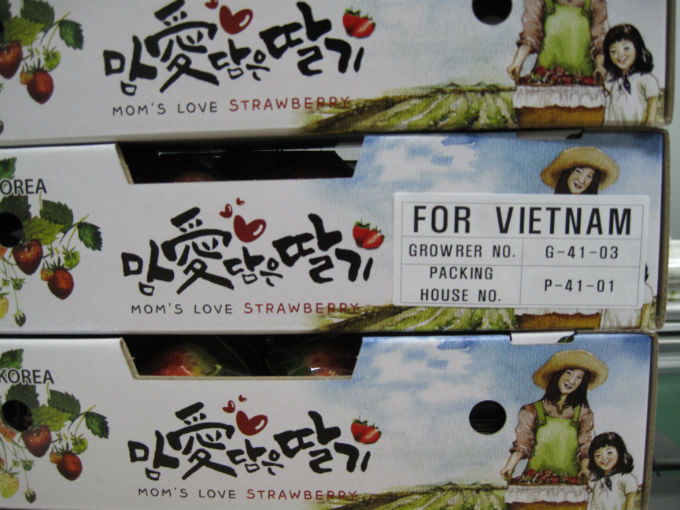 맘愛담은딸기
MOM'S LOVE STRAWBERRY
KOREA
맘愛담은딸기
MOM'S LOVE STRAWBERRY
FOR VIETNAM
GROWRER NO. G-41-03
PACKING HOUSE NO. P-41-01
KOREA
맘愛담은딸기
MOM'S LOVE STRAWBERRY